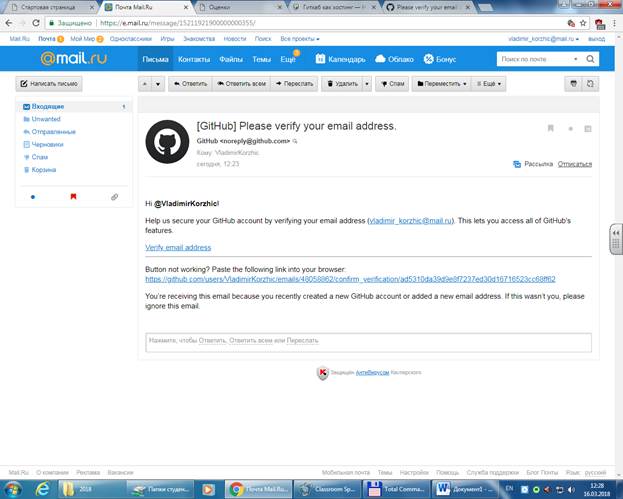 Стартовая страница
Почта Mail.Ru
Оценки
Гитхаб как хостинг — Н
Please verify your email
Защищено
https://e.mail.ru/message/15211921900000000355/
Mail.Ru Почта 1 Мой Мир 2 Одноклассники Игры Знакомства Новости Поиск Все проекты
vladimir_korzhic@mail.ru выход
@mail.ru
Письма Контакты Файлы Темы Ещё Календарь Облако Бонус
Поиск по почте
Написать письмо
Ответить Ответить всем Переслать Удалить Спам Переместить Ещё
Входящие 1
Unwanted
Отправленные
Черновики
Спам
Корзина
[GitHub] Please verify your email address.
GitHub <noreply@github.com>
Кому: VladimirKorzhic
сегодня, 12:23
Рассылка Отписаться
Hi @VladimirKorzhic!
Help us secure your GitHub account by verifying your email address (vladimir_korzhic@mail.ru). This lets you access all of GitHub's
features.
Verify email address
Button not working? Paste the following link into your browser:
https://github.com/users/VladimirKorzhic/emails/48058862/confirm_verification/ad5310da39d9e8f7237ed30d16716523cc68ff62
You're receiving this email because you recently created a new GitHub account or added a new email address. If this wasn't you, please
ignore this email.
Нажмите, чтобы Ответить, Ответить всем или Переслать
Защищён Антивирусом Касперского
Mail.Ru О компании Реклама Вакансии
Мобильная почта Темы Настройки Помощь Служба поддержки Блог Почты Язык: русский
2018
Папки студен...
Почта Mail.Ru...
Classroom Sp...
Total Comma...
Документ1 - ...
EN
12:28
16.03.2018